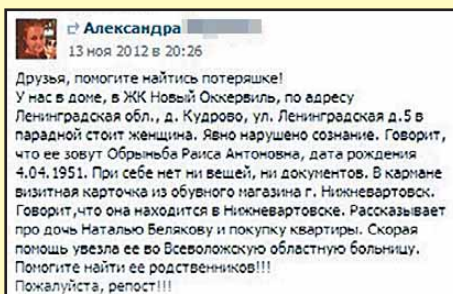 Александра
13 ноя 2012 в 20:26
Друзья, помогите найтись потеряшке!
У нас в доме, в ЖК Новый Оккервиль, по адресу
Ленинградская обл., д. Кудрово, ул. Ленинградская д.5 в
парадной стоит женщина. Явно нарушено сознание. Говорит,
что ее зовут Обрыньба Раиса Антоновна, дата рождения
4.04.1951. При себе нет ни вещей, ни документов. В кармане
визитная карточка из обувного магазина г. Нижневартовск.
Говорит,что она находится в Нижневартовске. Рассказывает
про дочь Наталью Белякову и покупку квартиры. Скорая
помощь увезла ее во Всеволожскую областную больницу.
Помогите найти ее родственников!!!
Пожалуйста, репост!!!